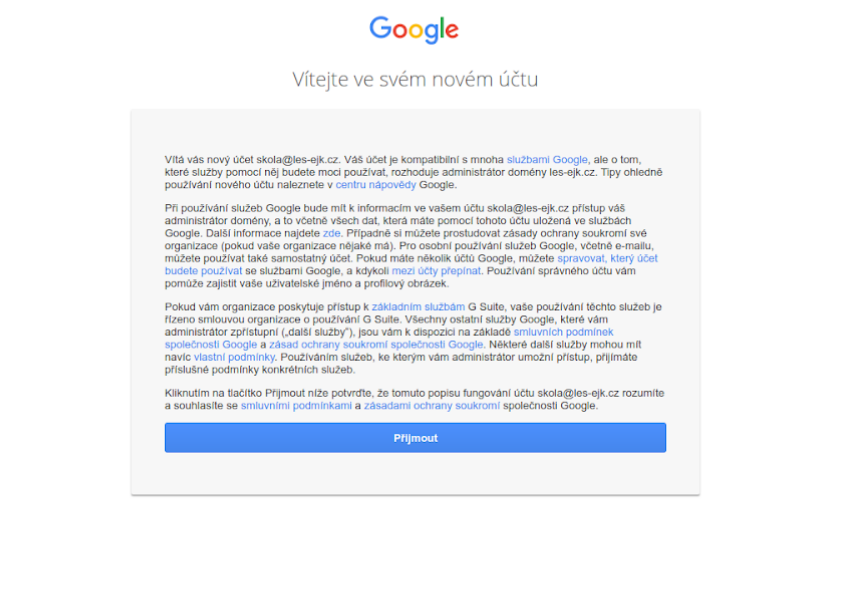 Google
Vítejte ve svém novém účtu
Vítá vás nový účet skola@les-ejk.cz. Váš účet je kompatibilní s mnoha službami Google, ale o tom,
které služby pomocí něj budete moci používat, rozhoduje administrátor domény les-ejk.cz. Tipy ohledně
používání nového účtu naleznete v centru nápovědy Google.
Při používání služeb Google bude mít k informacím ve vašem účtu skola@les-ejk.cz přístup váš
administrátor domény, a to včetně všech dat, která máte pomocí tohoto účtu uložená ve službách
Google. Další informace najdete zde. Případně si můžete prostudovat zásady ochrany soukromí své
organizace (pokud vaše organizace nějaké má). Pro osobní používání služeb Google, včetně e-mailu,
můžete používat také samostatný účet. Pokud máte několik účtů Google, můžete spravovat, který účet
budete používat se službami Google, a kdykoli mezi účty přepínat. Používání správného účtu vám
pomůže zajistit vaše uživatelské jméno a profilový obrázek.
Pokud vám organizace poskytuje přístup k základním službám G Suite, vaše používání těchto služeb je
řízeno smlouvou organizace o používání G Suite. Všechny ostatní služby Google, které vám
administrátor zpřístupní („další služby"), jsou vám k dispozici na základě smluvních podmínek
společnosti Google a zásad ochrany soukromí společnosti Google. Některé další služby mohou mít
navíc vlastní podmínky. Používáním služeb, ke kterým vám administrátor umožní přístup, přijímáte
příslušné podmínky konkrétních služeb.
Kliknutím na tlačítko Přijmout níže potvrďte, že tomuto popisu fungování účtu skola@les-ejk.cz rozumíte
a souhlasíte se smluvními podmínkami a zásadami ochrany soukromí společnosti Google.
Přijmout